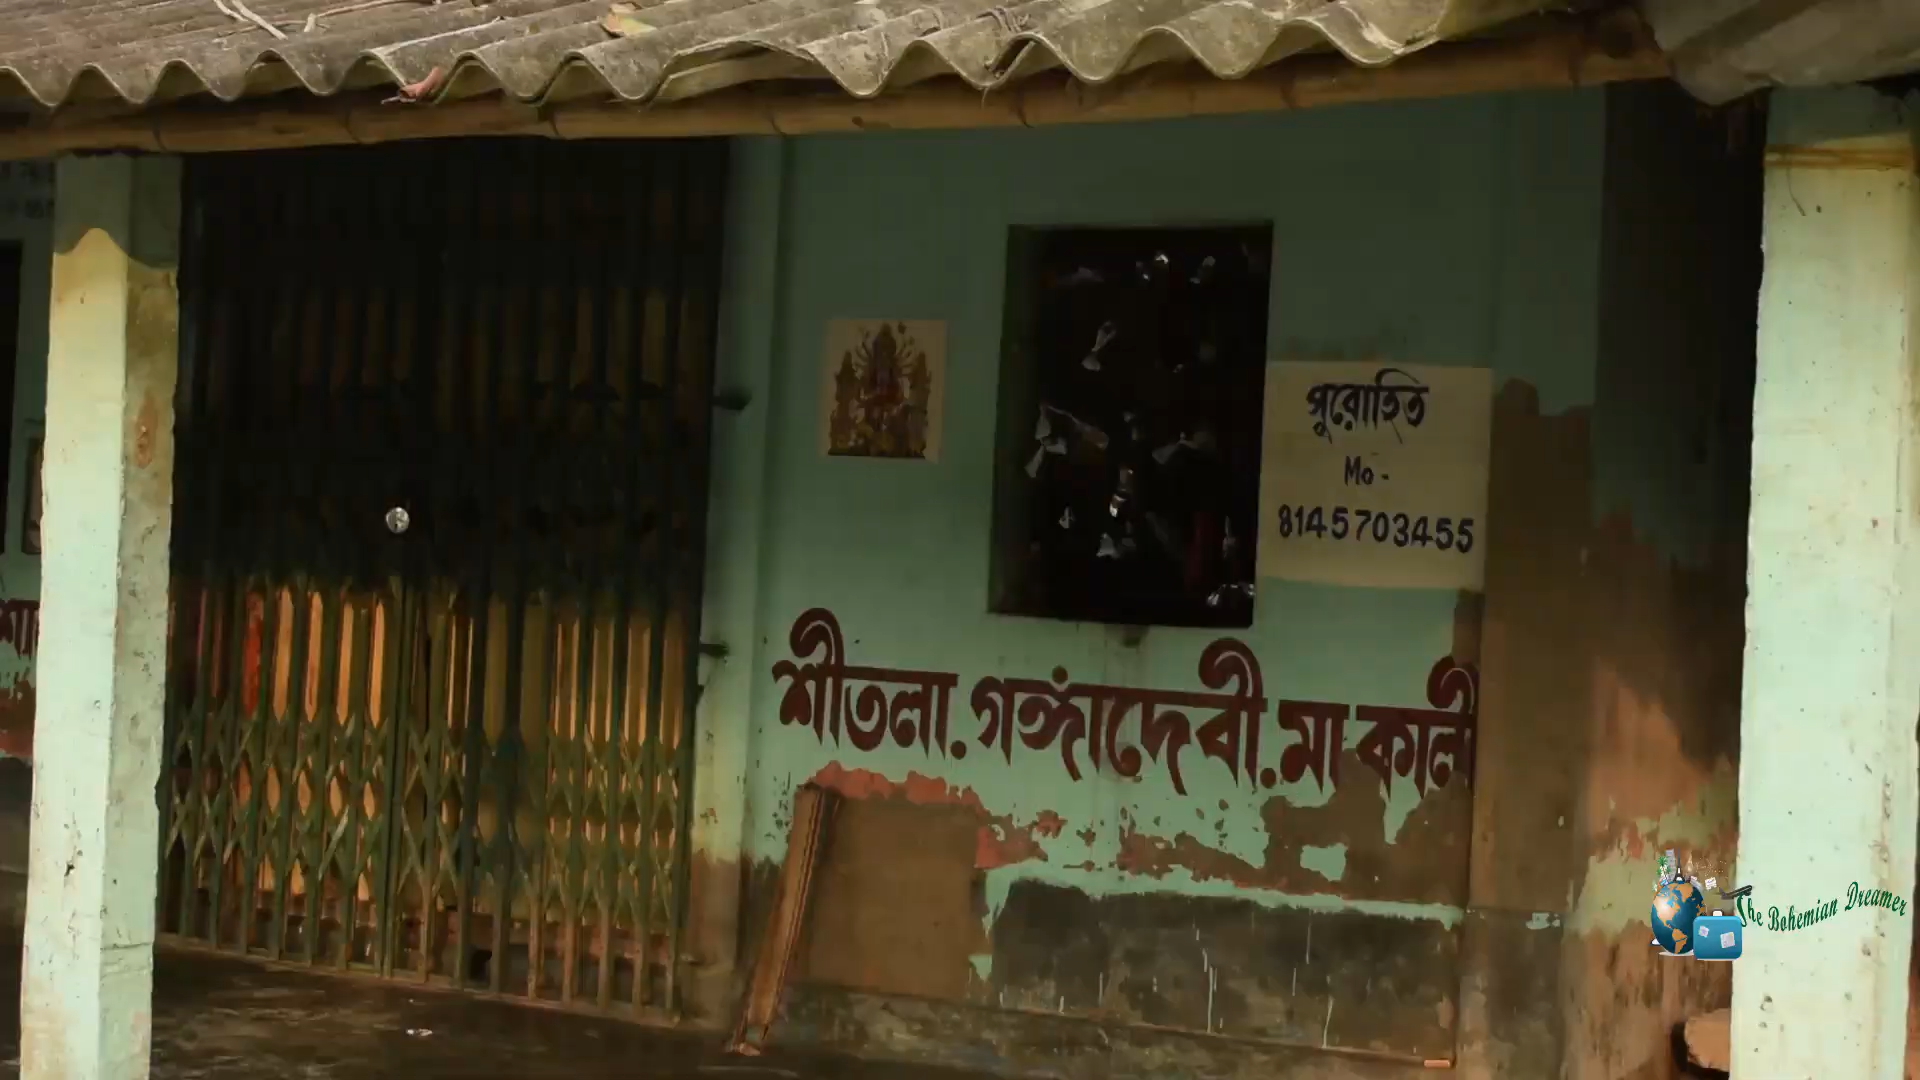 পুরোহিত
Mo -
8145703455
শীতলা. গঙ্গাঁদেবী. মা কালী
The Bohemian Dreamer